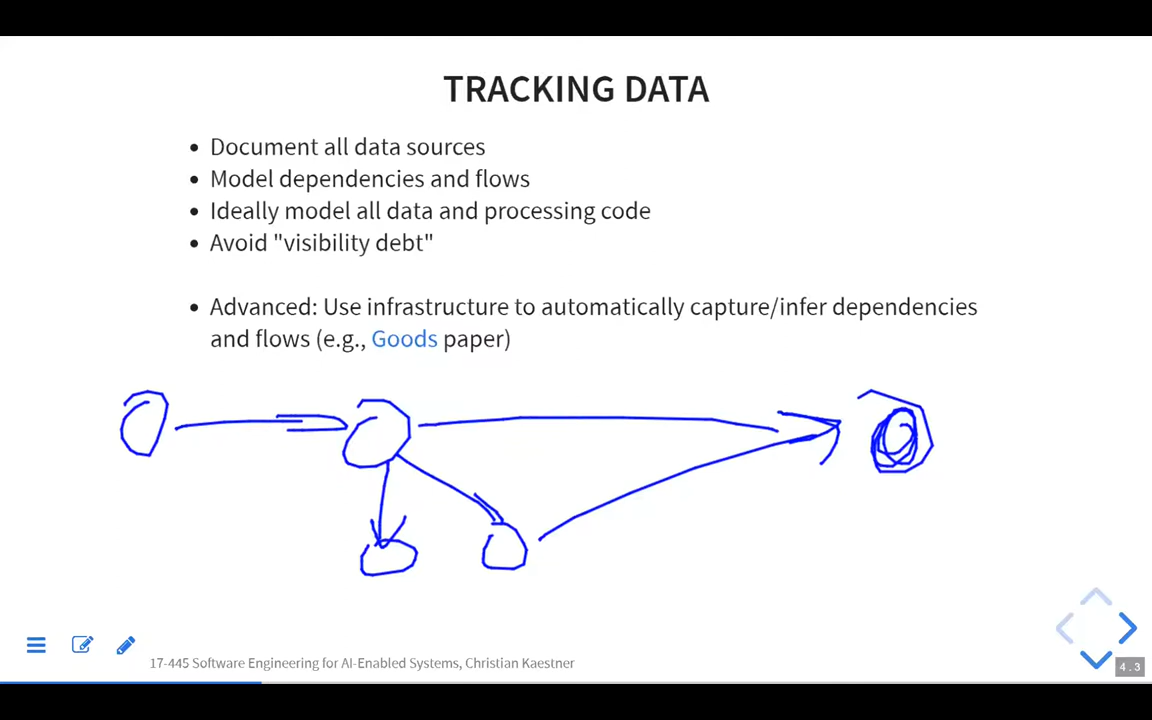 TRACKING DATA
• Document all data sources
• Model dependencies and flows
• Ideally model all data and processing code
• Avoid "visibility debt"
• Advanced: Use infrastructure to automatically capture/infer dependencies
and flows (e.g., Goods paper)
17-445 Software Engineering for AI-Enabled Systems, Christian Kaestner
4.3